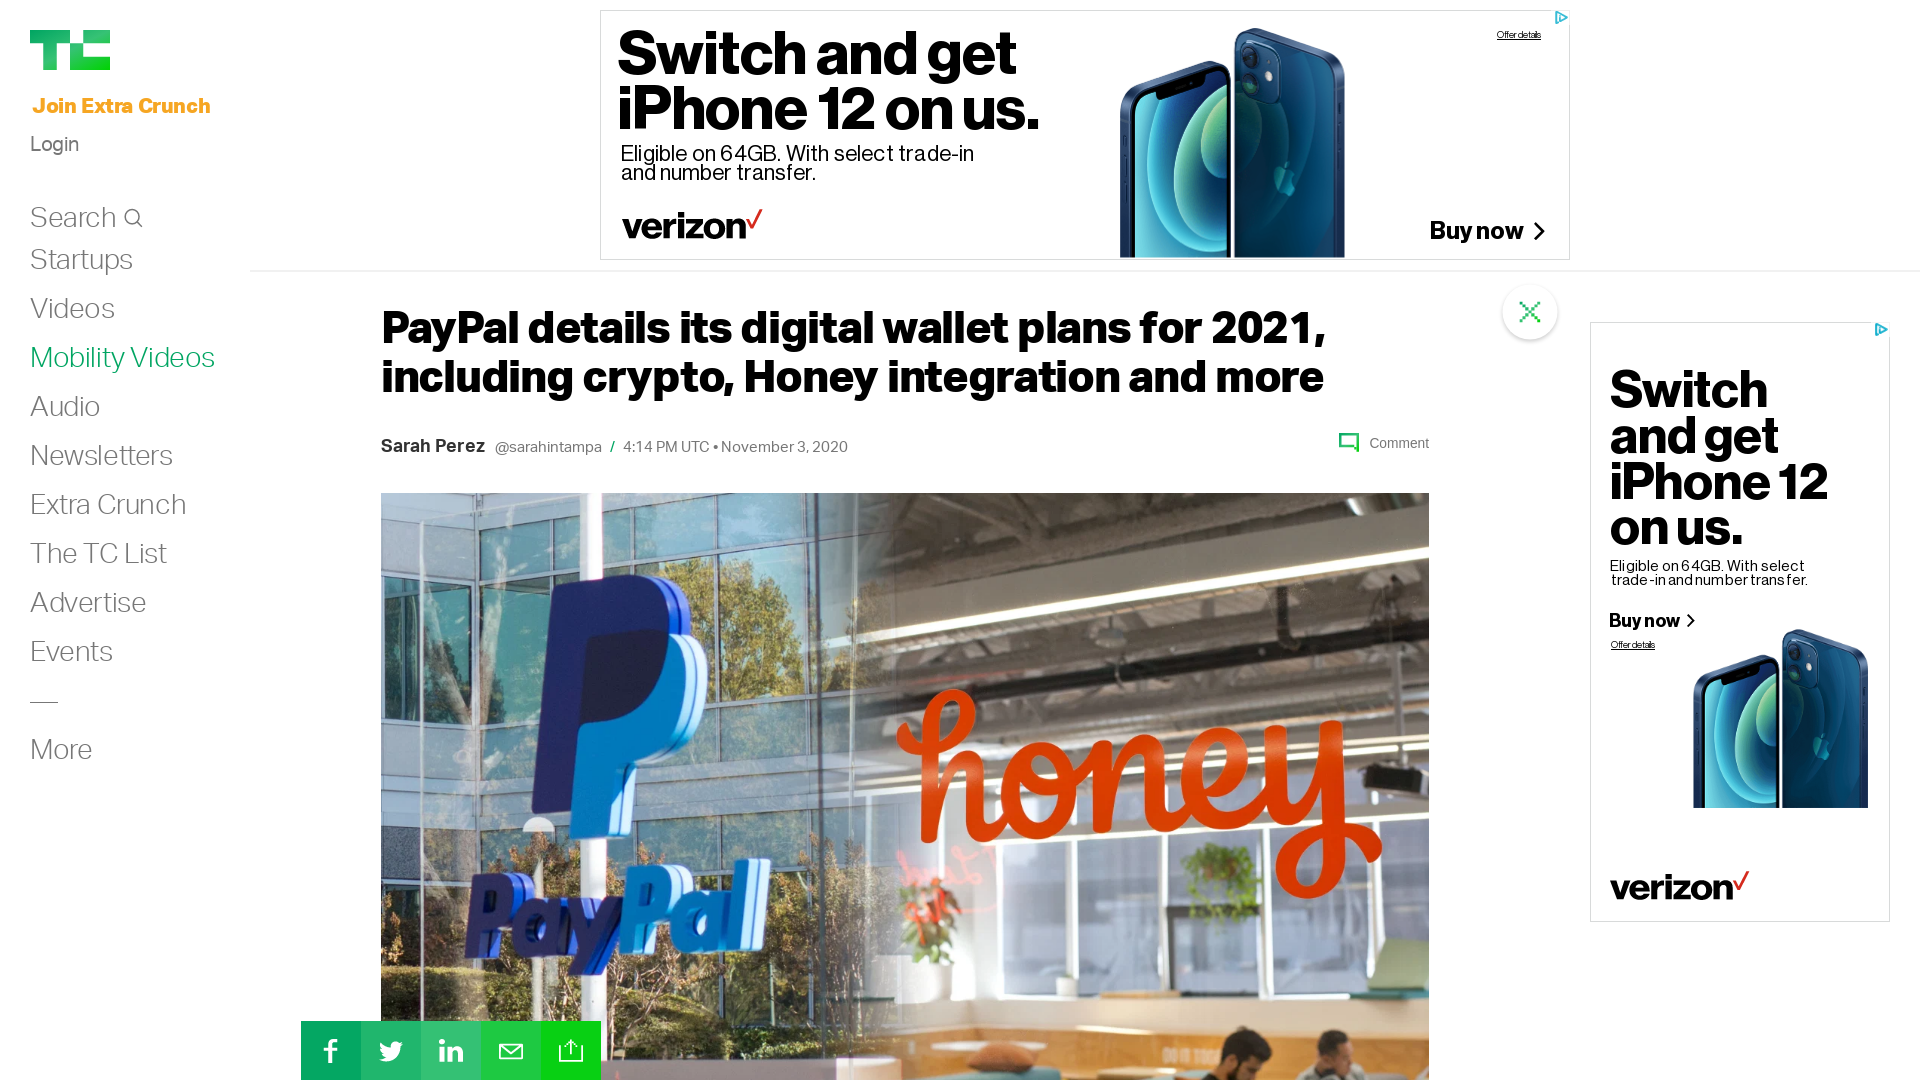 TC
Join Extra Crunch
Login
Search
Startups
Videos
Mobility Videos
Audio
Newsletters
Extra Crunch
The TC List
Advertise
Events
More
Switch and get
iPhone 12 on us.
Eligible on 64GB. With select trade-in
and number transfer.
verizon
Offer details
Buy now
PayPal details its digital wallet plans for 2021,
including crypto, Honey integration and more
Sarah Perez @sarahintampa / 4:14 PM UTC • November 3, 2020
Comment
PayPal
honey
Switch
and get
iPhone 12
on us.
Eligible on 64GB. With select
trade-in and number transfer.
Buy now
Offer details
verizon